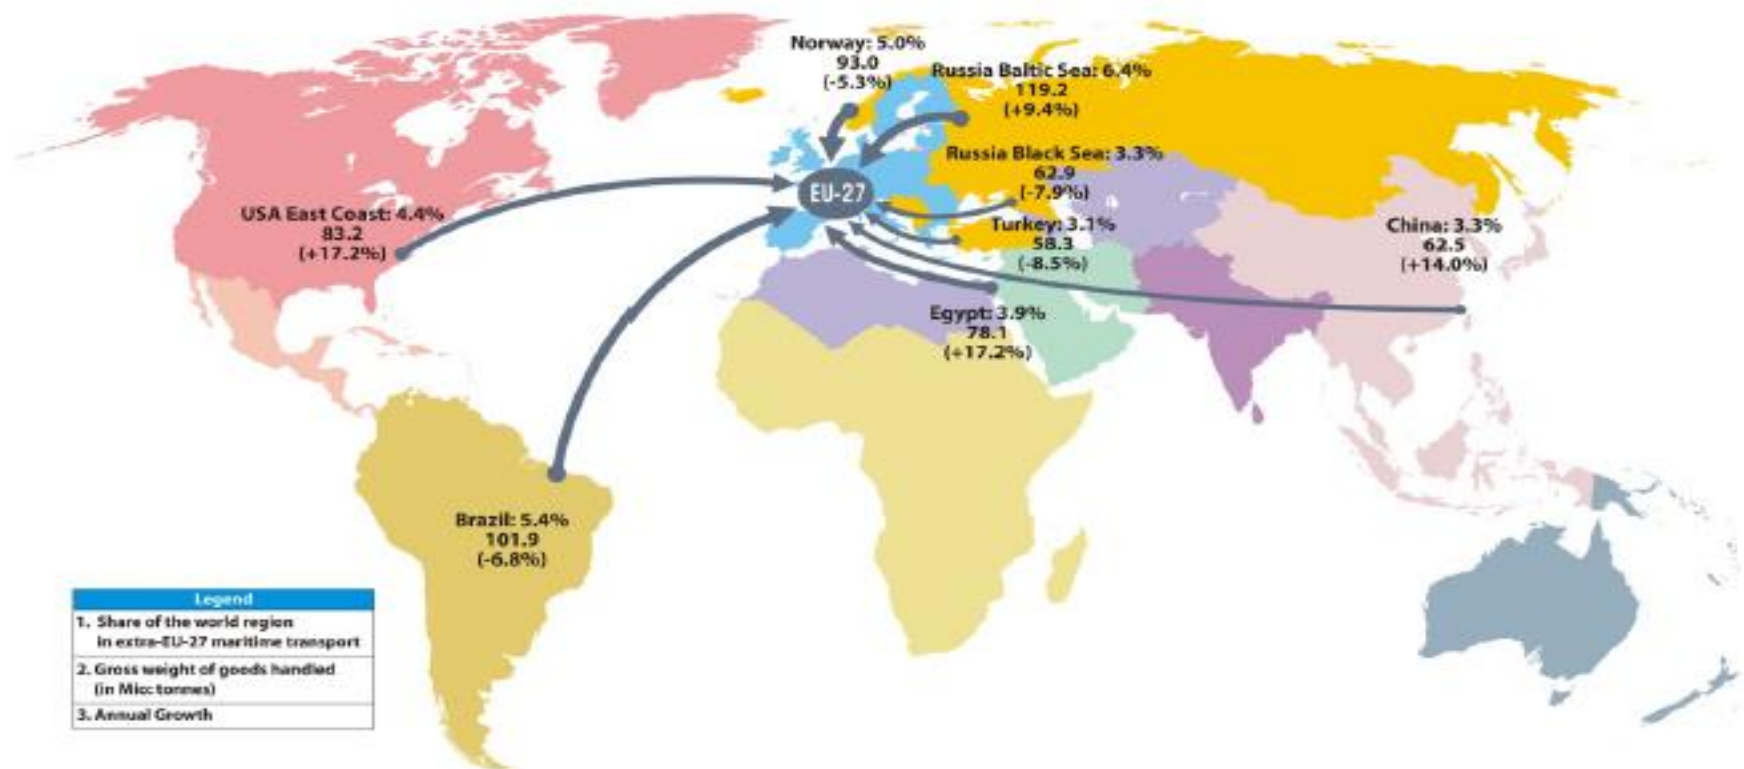 Norway: 5.0%
93.0
(-5.3%)
Russia Baltic Sea: 6.4%
119.2
(+9.4%)
Russia Black Sea: 3.3%
62.9
(-7.9%)
EU-27
USA East Coast: 4.4%
83.2
(+17.2%)
Turkey: 3.1%
58.3
(-8.5%)
China: 3.3%
62.5
(+14.0%)
Egypt: 3.9%
78.1
(+17.2%)
Brazil: 5.4%
101.9
(-6.8%)
Legend
1. Share of the world region
in extra-EU-27 maritime transport
2. Gross weight of goods handled
(in Micc tonnes)
3. Annual Growth